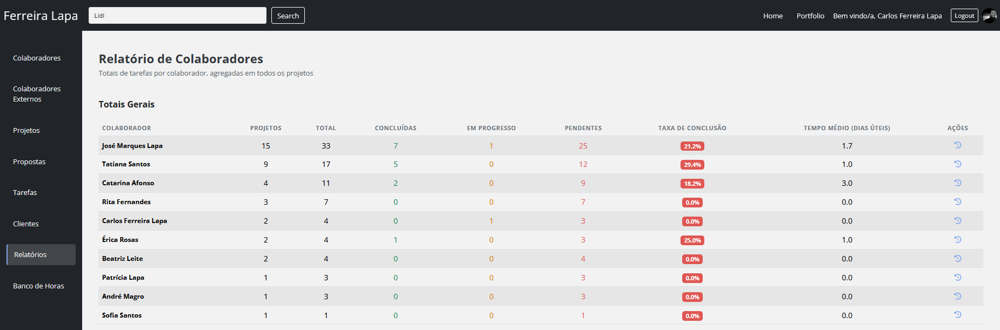 Ferreira Lapa
Lidl
Search
Home
Portfolio
Bem vindo/a, Carlos Ferreira Lapa
Logout
Colaboradores
Colaboradores
Externos
Projetos
Propostas
Tarefas
Clientes
Relatórios
Banco de Horas
Relatório de Colaboradores
Totais de tarefas por colaborador, agregadas em todos os projetos
Totais Gerais
COLABORADOR PROJETOS TOTAL CONCLUÍDAS EM PROGRESSO PENDENTES TAXA DE CONCLUSÃO TEMPO MÉDIO (DIAS ÚTEIS) AÇÕES
José Marques Lapa 15 33 7 1 25 21.2% 1.7
Tatiana Santos 9 17 5 0 12 29.4% 1.0
Catarina Afonso 4 11 2 0 9 18.2% 3.0
Rita Fernandes 3 7 0 0 7 0.0% 0.0
Carlos Ferreira Lapa 2 4 0 1 3 0.0% 0.0
Érica Rosas 2 4 1 0 3 25.0% 1.0
Beatriz Leite 2 4 0 0 4 0.0% 0.0
Patrícia Lapa 1 3 0 0 3 0.0% 0.0
André Magro 1 3 0 0 3 0.0% 0.0
Sofia Santos 1 1 0 0 1 0.0% 0.0